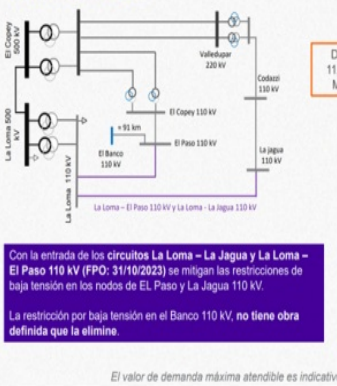 El Copey
500 kV
Valledupar
220 kV
Codazzi
110 kV
El Copey 110 kV
≈ 91 km
El Paso 110 kV
El Banco
110 kV
La jagua
110 kV
La Loma 500
kV
La Loma 110 kV
La Loma – El Paso 110 kV y La Loma - La Jagua 110 kV
D
11
M
Con la entrada de los circuitos La Loma – La Jagua y La Loma –
El Paso 110 kV (FPO: 31/10/2023) se mitigan las restricciones de
baja tensión en los nodos de EL Paso y La Jagua 110 kV.
La restricción por baja tensión en el Banco 110 kV, no tiene obra
definida que la elimine.
El valor de demanda máxima atendible es indicativ